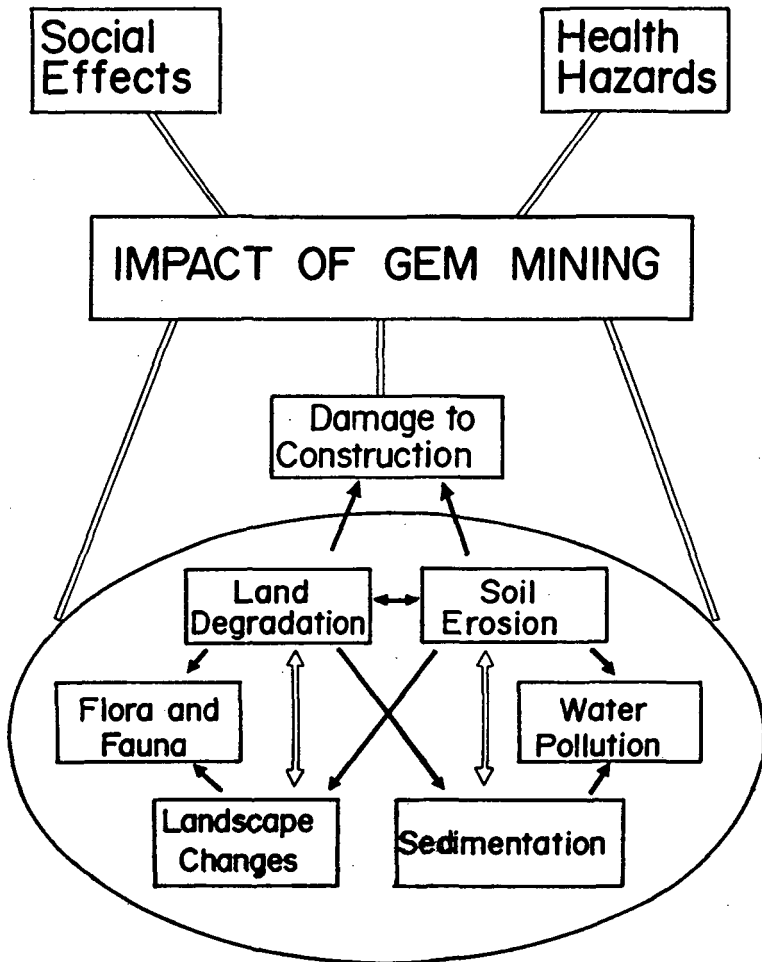 Social
Effects
Health
Hazards
IMPACT OF GEM MINING
Damage to
Construction
Land
Degradation
Soil
Erosion
Flora and
Fauna
Water
Pollution
Landscape
Changes
Sedimentation